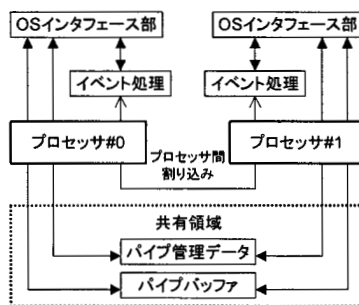 OSインタフェース部
OSインタフェース部
イベント処理
イベント処理
プロセッサ#0
プロセッサ#1
プロセッサ間
割り込み
共有領域
パイプ管理データ
パイプバッファ